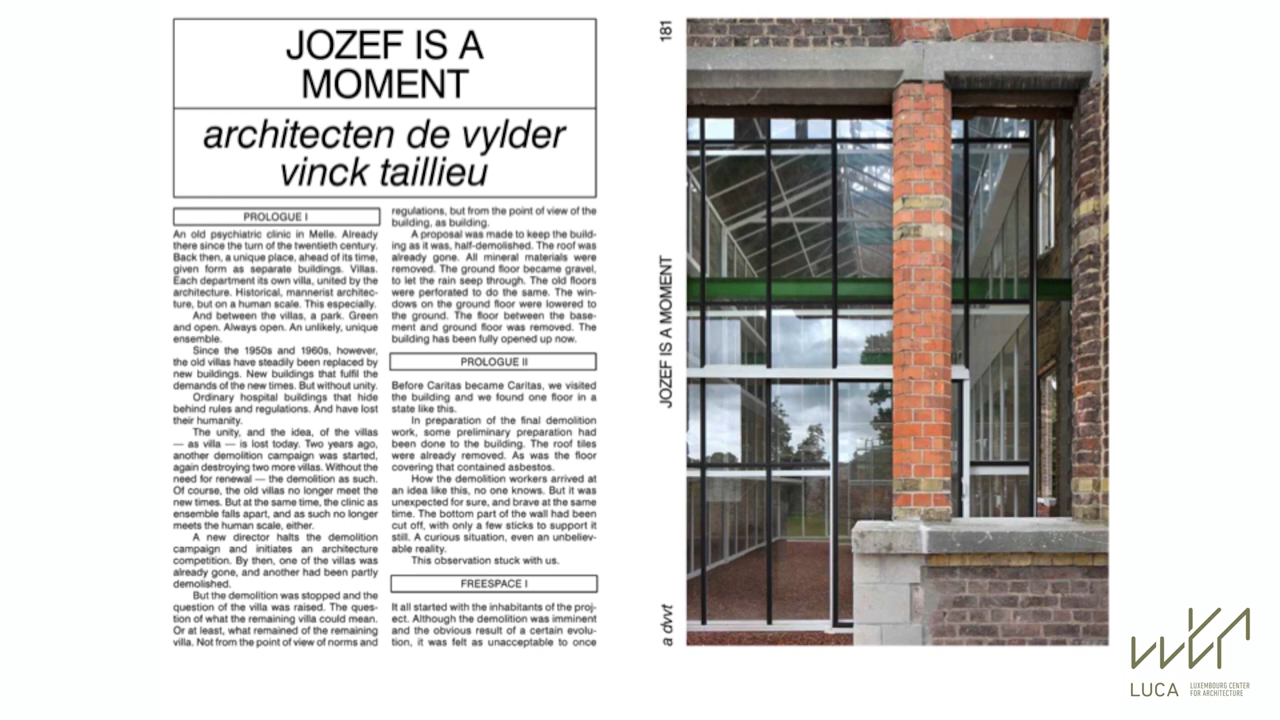 JOZEF IS A
MOMENT
architecten de vylder
vinck taillieu
PROLOGUE I
An old psychiatric clinic in Melle. Already
there since the turn of the twentieth century.
Back then, a unique place, ahead of its time,
given form as separate buildings. Villas.
Each department its own villa, united by the
architecture. Historical, mannerist architec-
ture, but on a human scale. This especially.
And between the villas, a park. Green
and open. Always open. An unlikely, unique
ensemble.
Since the 1950s and 1960s, however,
the old villas have steadily been replaced by
new buildings. New buildings that fulfil the
demands of the new times. But without unity.
Ordinary hospital buildings that hide
behind rules and regulations. And have lost
their humanity.
The unity, and the idea, of the villas
— as villa — is lost today. Two years ago,
another demolition campaign was started,
again destroying two more villas. Without the
need for renewal — the demolition as such.
Of course, the old villas no longer meet the
new times. But at the same time, the clinic as
ensemble falls apart, and as such no longer
meets the human scale, either.
A new director halts the demolition
campaign and initiates an architecture
competition. By then, one of the villas was
already gone, and another had been partly
demolished.
But the demolition was stopped and the
question of the villa was raised. The ques-
tion of what the remaining villa could mean.
Or at least, what remained of the remaining
villa. Not from the point of view of norms and
regulations, but from the point of view of the
building, as building.
A proposal was made to keep the build-
ing as it was, half-demolished. The roof was
already gone. All mineral materials were
removed. The ground floor became gravel,
to let the rain seep through. The old floors
were perforated to do the same. The win-
dows on the ground floor were lowered to
the ground. The floor between the base-
ment and ground floor was removed. The
building has been fully opened up now.
PROLOGUE II
Before Caritas became Caritas, we visited
the building and we found one floor in a
state like this.
In preparation of the final demolition
work, some preliminary preparation had
been done to the building. The roof tiles
were already removed. As was the floor
covering that contained asbestos.
How the demolition workers arrived at
an idea like this, no one knows. But it was
unexpected for sure, and brave at the same
time. The bottom part of the wall had been
cut off, with only a few sticks to support it
still. A curious situation, even an unbeliev-
able reality.
This observation stuck with us.
FREESPACE I
It all started with the inhabitants of the proj-
ect. Although the demolition was imminent
and the obvious result of a certain evolu-
tion, it was felt as unacceptable to once
181
JOZEF IS A MOMENT
a dvvt
LUCA
LUXEMBOURG CENTER
FOR ARCHITECTURE